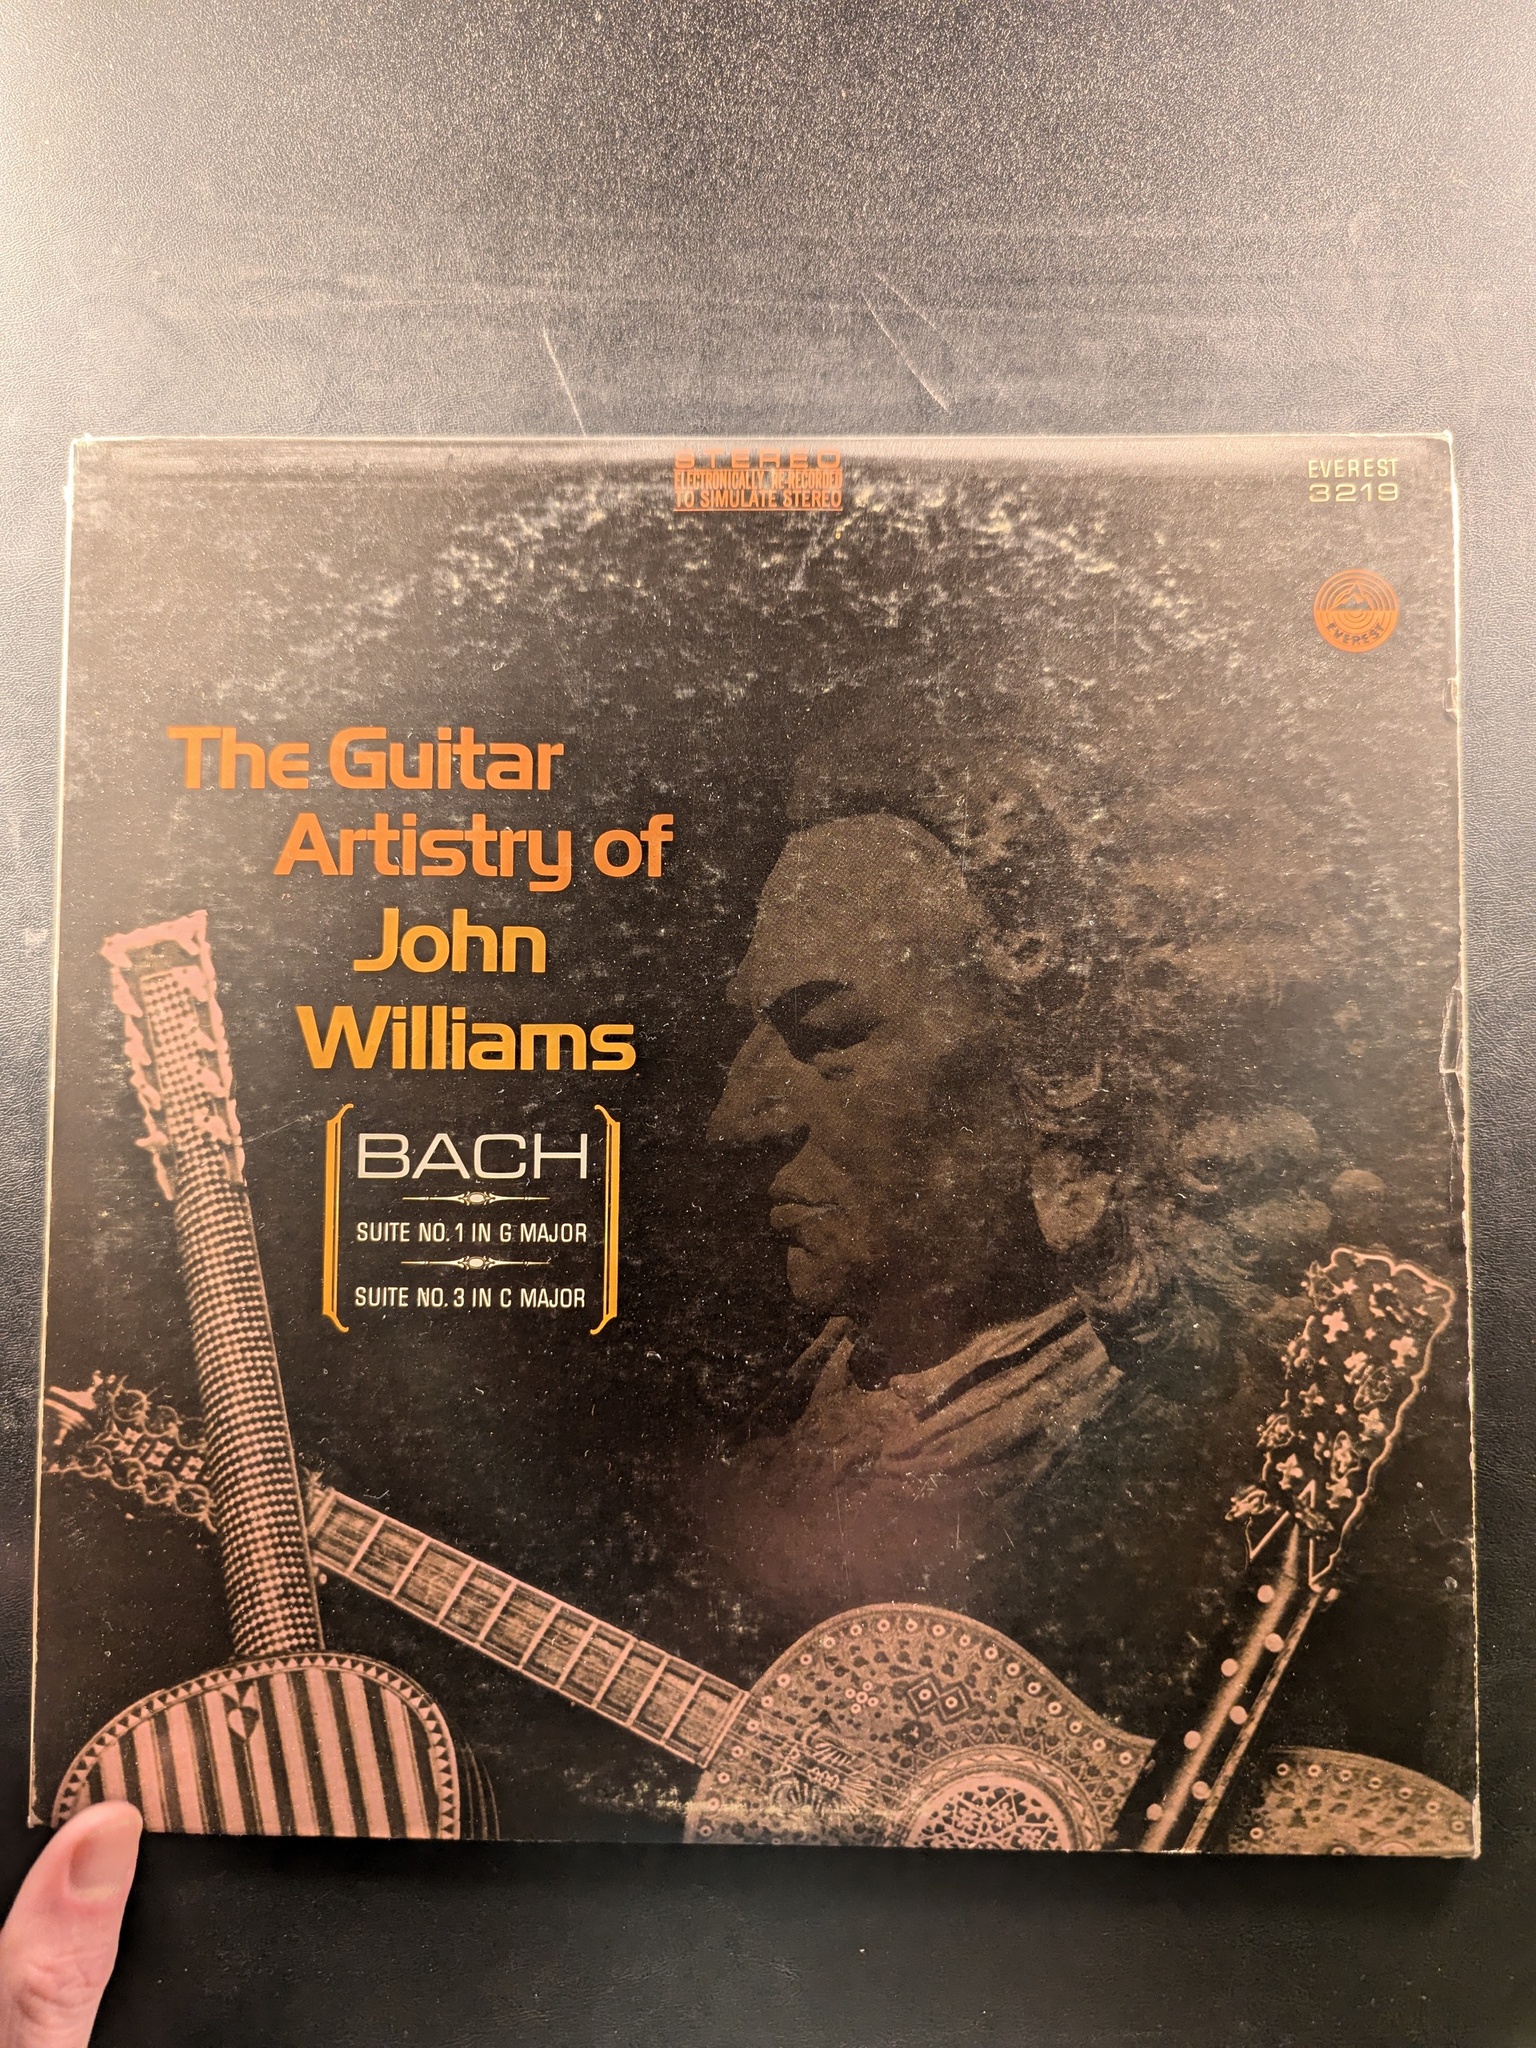 STEREO
ELECTRONICALLY RE-RECORDED
TO SIMULATE STEREO
EVEREST
3219
EVEREST
The Guitar
Artistry of
John
Williams
BACH
SUITE NO. 1 IN G MAJOR
SUITE NO. 3 IN C MAJOR